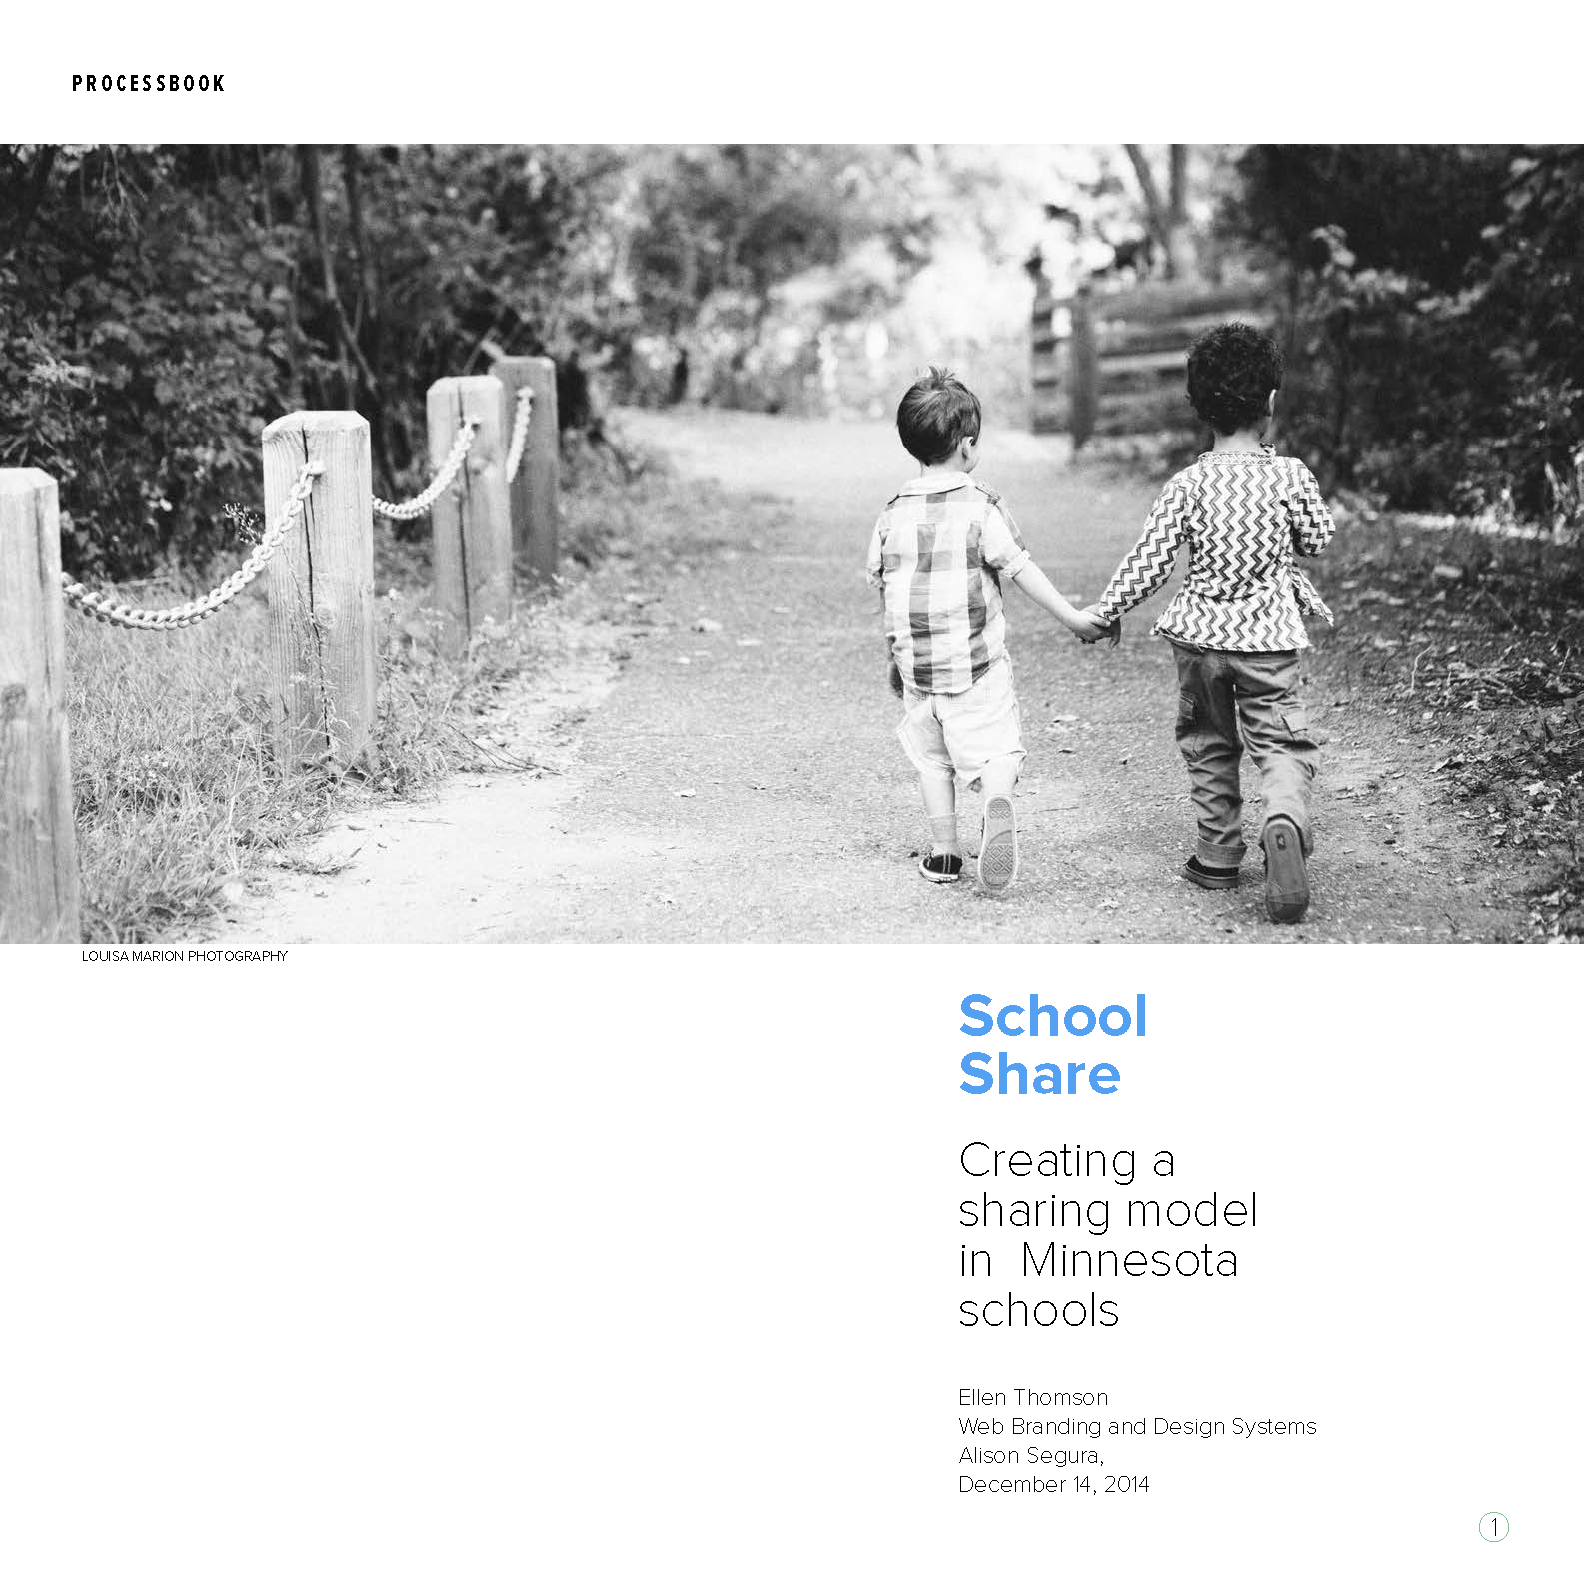 PROCESSBOOK
LOUISA MARION PHOTOGRAPHY
School
Share
Creating a
sharing model
in  Minnesota
schools
Ellen Thomson
Web Branding and Design Systems
Alison Segura,
December 14, 2014
1